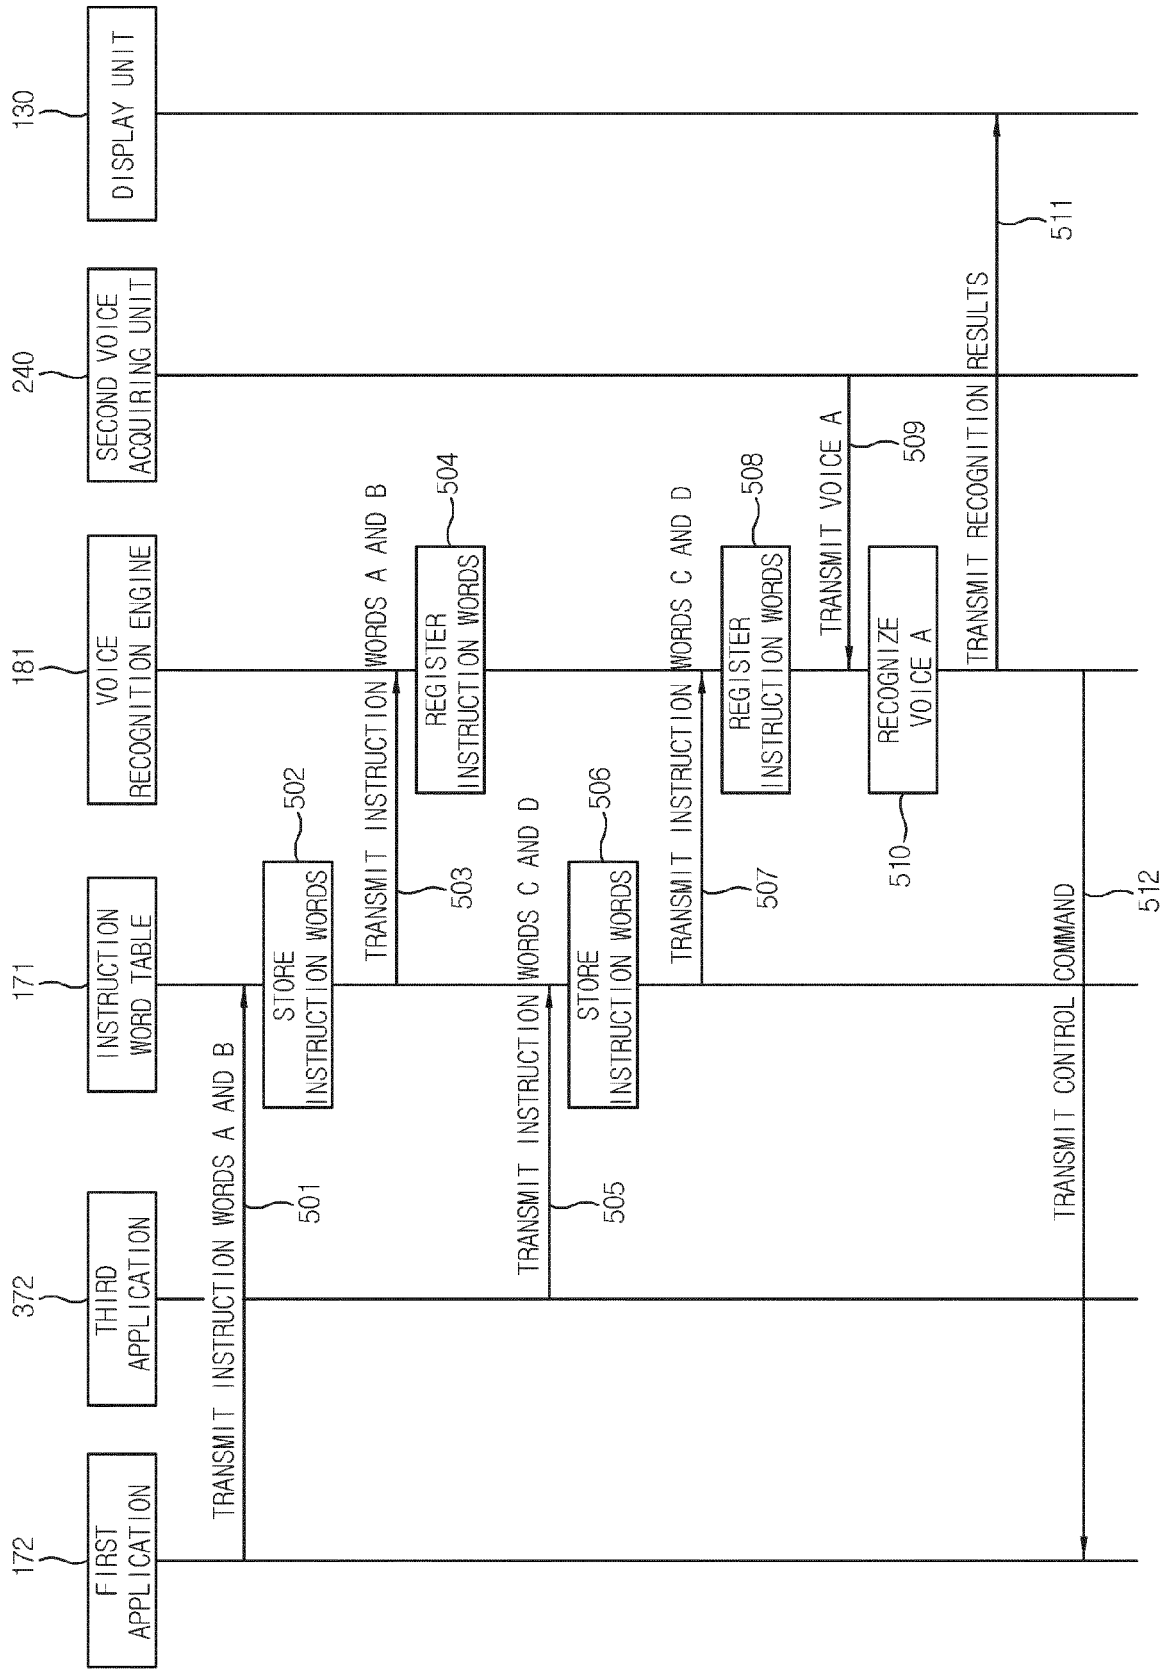 172
FIRST
APPLICATION
372
THIRD
APPLICATION
171
INSTRUCTION
WORD TABLE
181
VOICE
RECOGNITION ENGINE
240
SECOND VOICE
ACQUIRING UNIT
130
DISPLAY UNIT
TRANSMIT INSTRUCTION WORDS A AND B
501
STORE
INSTRUCTION WORDS
502
TRANSMIT INSTRUCTION WORDS A AND B
503
REGISTER
INSTRUCTION WORDS
504
TRANSMIT INSTRUCTION WORDS C AND D
505
STORE
INSTRUCTION WORDS
506
TRANSMIT INSTRUCTION WORDS C AND D
507
REGISTER
INSTRUCTION WORDS
508
TRANSMIT VOICE A
509
RECOGNIZE
VOICE A
510
TRANSMIT RECOGNITION RESULTS
511
TRANSMIT CONTROL COMMAND
512